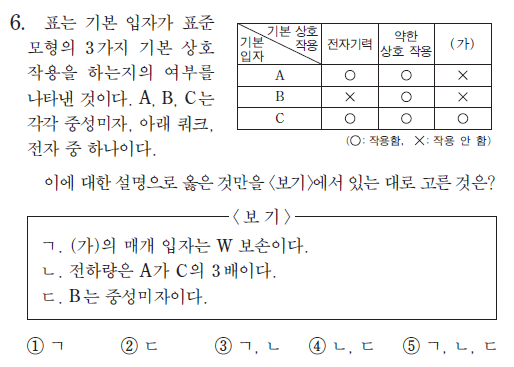 6. 표는 기본 입자가 표준
모형의 3가지 기본 상호
작용을 하는지의 여부를
나타낸 것이다. A, B, C는
각각 중성미자, 아래 쿼크,
전자 중 하나이다.
기본 상호
작용
기본
입자
전자기력
약한
상호 작용
(가)
A ○ ○ ×
B × ○ ×
C ○ ○ ○
(○: 작용함, ×: 작용 안 함)
이에 대한 설명으로 옳은 것만을 <보기>에서 있는 대로 고른 것은?
< 보 기 >
ㄱ. (가)의 매개 입자는 W 보손이다.
ㄴ. 전하량은 A가 C의 3배이다.
ㄷ. B는 중성미자이다.
① ㄱ ② ㄷ ③ ㄱ, ㄴ ④ ㄴ, ㄷ ⑤ ㄱ, ㄴ, ㄷ